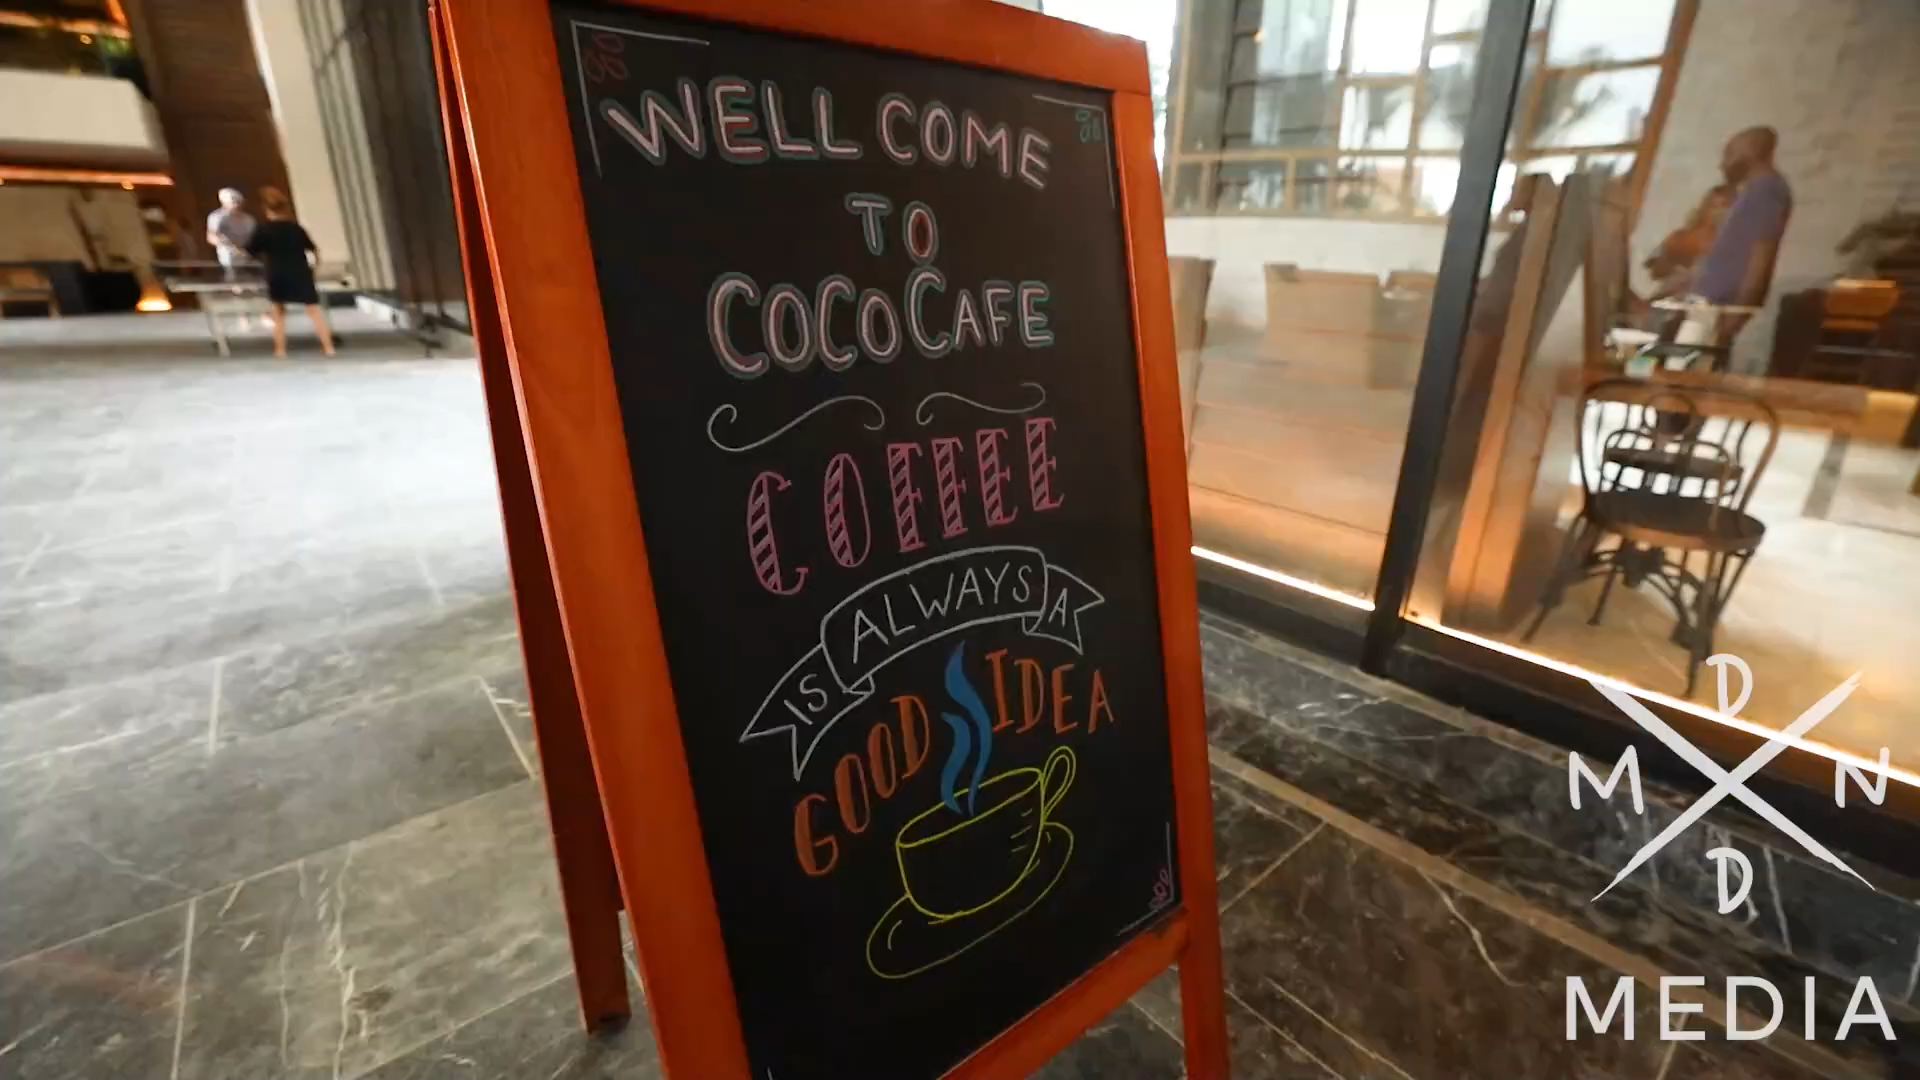 WELL COME
TO
COCOCAFE
COFFEE
IS ALWAYS A
GOOD IDEA
D
M N
D
MEDIA